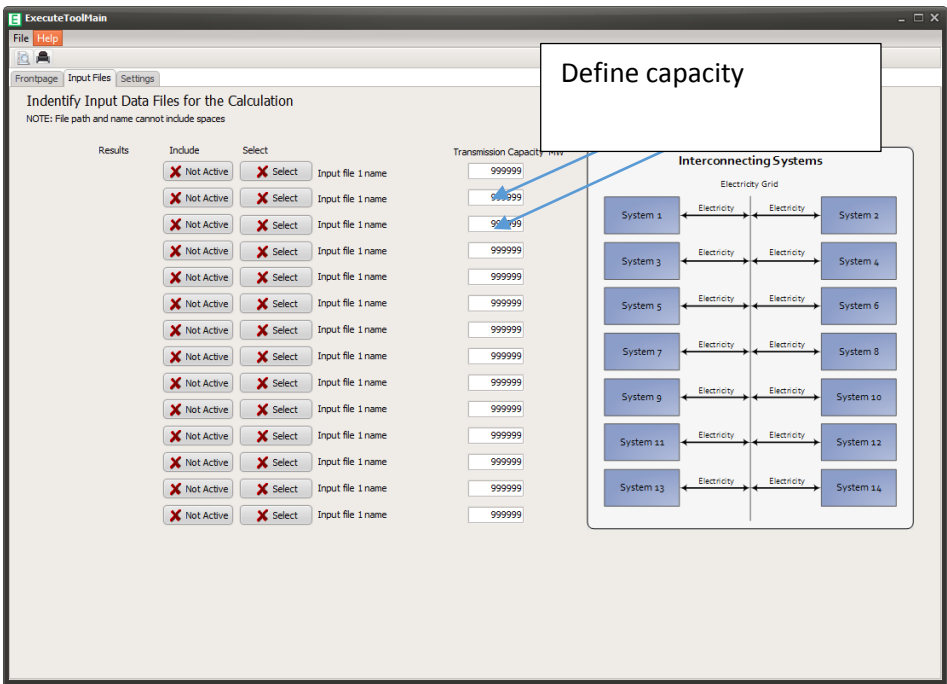 ExecuteToolMain
File Help
Frontpage Input Files Settings
Define capacity
Indentify Input Data Files for the Calculation
NOTE: File path and name cannot include spaces
Results Include Select Transmission Capacity MW
Not Active Select Input file 1 name 999999
Not Active Select Input file 1 name 999999
Not Active Select Input file 1 name 999999
Not Active Select Input file 1 name 999999
Not Active Select Input file 1 name 999999
Not Active Select Input file 1 name 999999
Not Active Select Input file 1 name 999999
Not Active Select Input file 1 name 999999
Not Active Select Input file 1 name 999999
Not Active Select Input file 1 name 999999
Not Active Select Input file 1 name 999999
Not Active Select Input file 1 name 999999
Not Active Select Input file 1 name 999999
Not Active Select Input file 1 name 999999
Interconnecting Systems
Electricity Grid
System 1 Electricity Electricity System 2
System 3 Electricity Electricity System 4
System 5 Electricity Electricity System 6
System 7 Electricity Electricity System 8
System 9 Electricity Electricity System 10
System 11 Electricity Electricity System 12
System 13 Electricity Electricity System 14